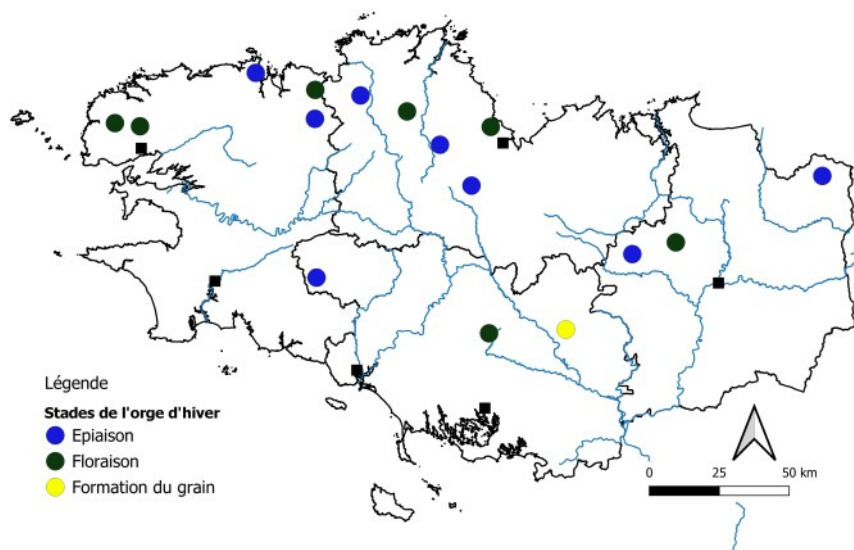 Légende
Stades de l'orge d'hiver
Epiaison
Floraison
Formation du grain
0 25 50 km